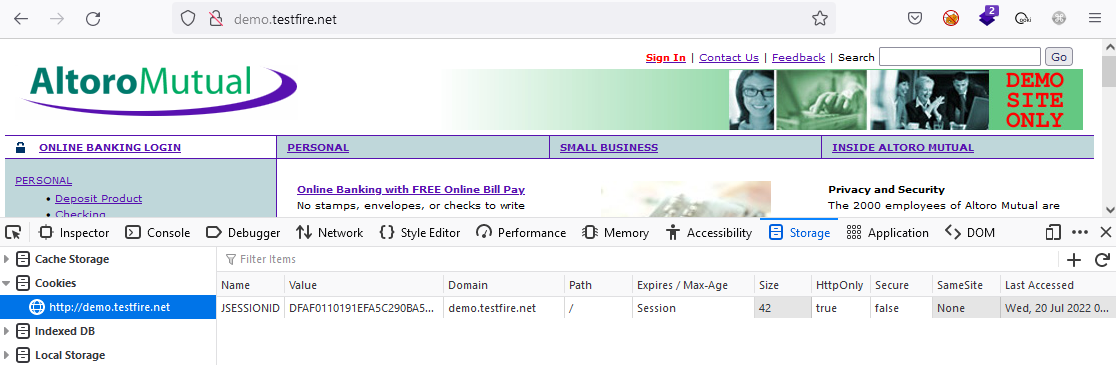 demo.testfire.net
2
goki
Sign In | Contact Us | Feedback | Search Go
AltoroMutual
DEMO
SITE
ONLY
ONLINE BANKING LOGIN PERSONAL SMALL BUSINESS INSIDE ALTORO MUTUAL
PERSONAL
• Deposit Product
• Checking
Online Banking with FREE Online Bill Pay
No stamps, envelopes, or checks to write
Privacy and Security
The 2000 employees of Altoro Mutual are
Inspector Console Debugger Network Style Editor Performance Memory Accessibility Storage Application DOM
Cache Storage
Cookies
http://demo.testfire.net
Indexed DB
Local Storage
Filter Items
Name Value Domain Path Expires / Max-Age Size HttpOnly Secure SameSite Last Accessed
JSESSIONID DFAF0110191EFA5C290BA5... demo.testfire.net / Session 42 true false None Wed, 20 Jul 2022 0...